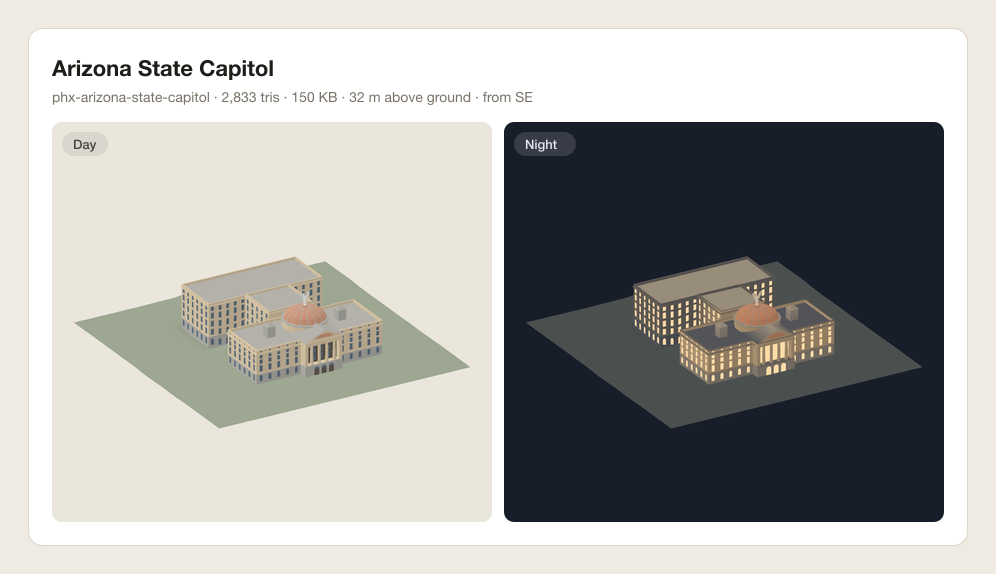 Arizona State Capitol
phx-arizona-state-capitol · 2,833 tris · 150 KB · 32 m above ground · from SE
Day
Night